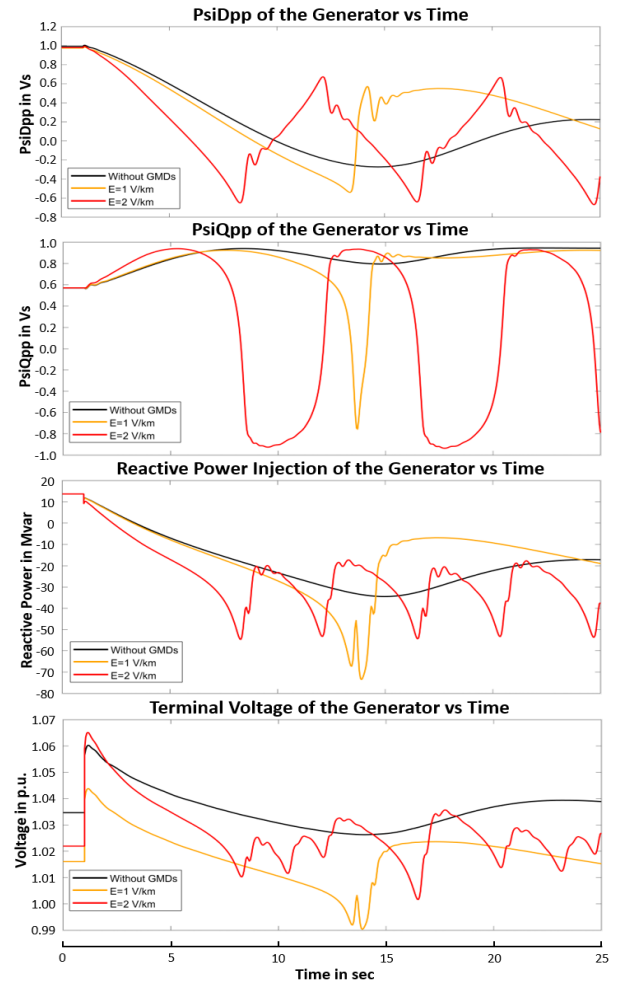 PsiDpp of the Generator vs Time
1.2
1.0
0.8
0.6
0.4
0.2
0.0
-0.2
-0.4
-0.6
-0.8
PsiDpp in Vs
Without GMDs
E=1 V/km
E=2 V/km
PsiQpp of the Generator vs Time
1.0
0.8
0.6
0.4
0.2
0.0
-0.2
-0.4
-0.6
-0.8
-1.0
PsiQpp in Vs
Without GMDs
E=1 V/km
E=2 V/km
Reactive Power Injection of the Generator vs Time
20
10
0
-10
-20
-30
-40
-50
-60
-70
-80
Reactive Power in Mvar
Without GMDs
E=1 V/km
E=2 V/km
Terminal Voltage of the Generator vs Time
1.07
1.06
1.05
1.04
1.03
1.02
1.01
1.00
0.99
Voltage in p.u.
Without GMDs
E=1 V/km
E=2 V/km
0 5 10 15 20 25
Time in sec